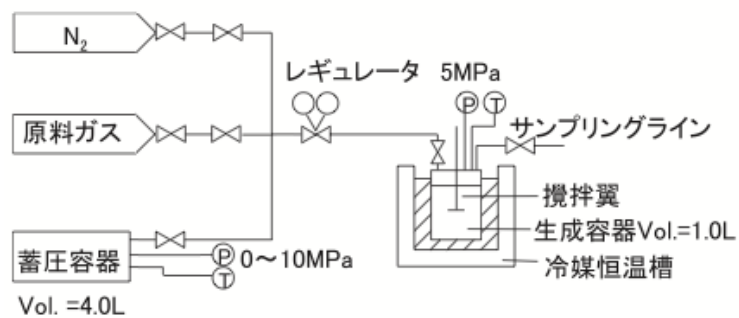 N2
レギュレータ 5MPa
P T
原料ガス
サンプリングライン
攪拌翼
生成容器Vol.=1.0L
蓄圧容器
P 0～10MPa
T
冷媒恒温槽
Vol. =4.0L